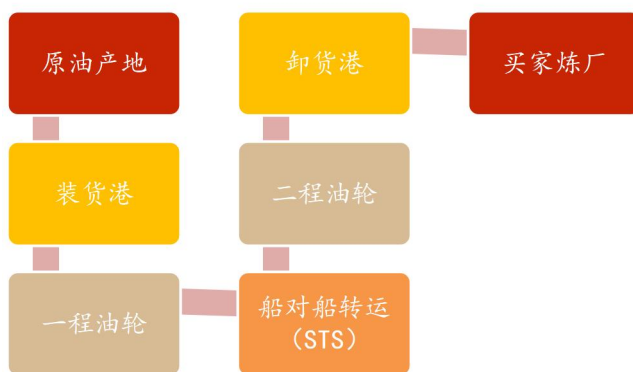 原油产地
装货港
一程油轮
船对船转运
（STS）
二程油轮
卸货港
买家炼厂